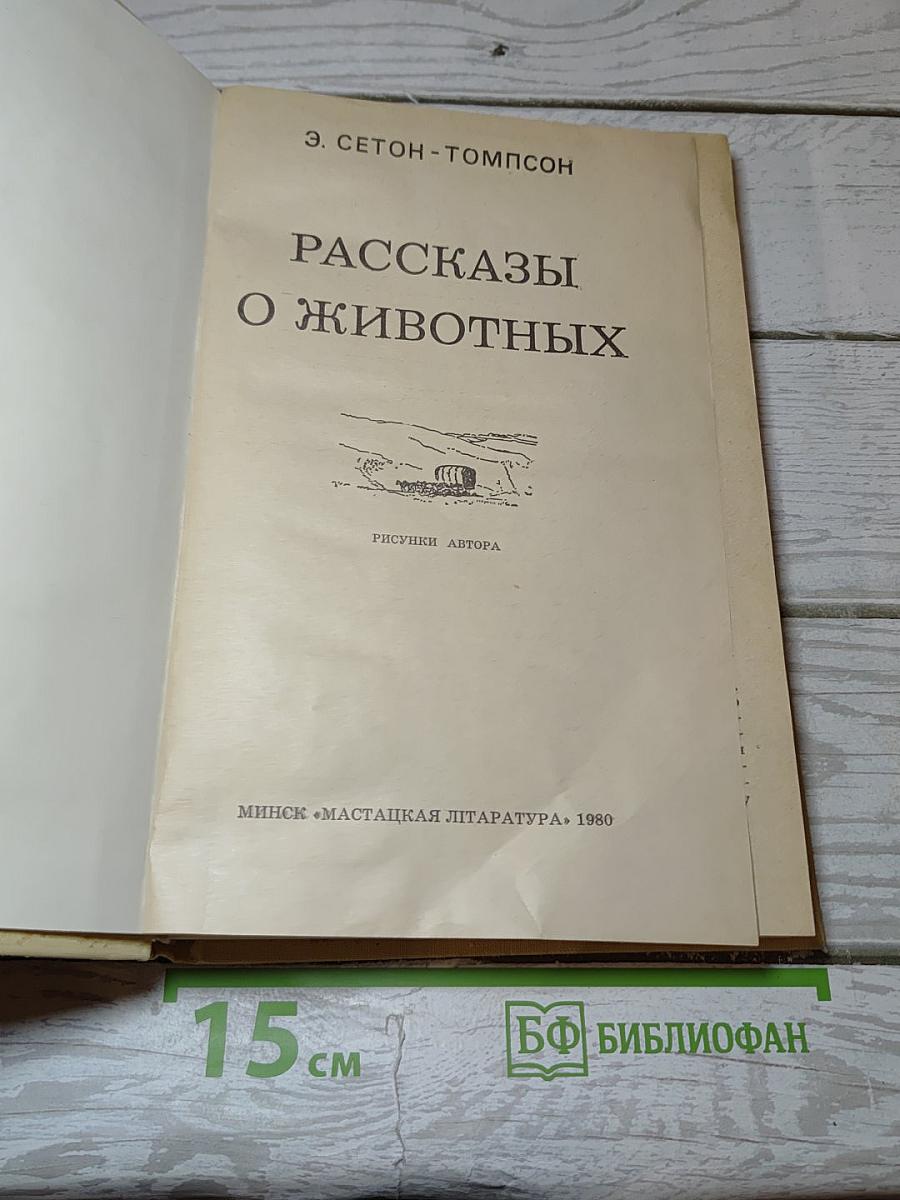 Э. СЕТОН-ТОМПСОН
РАССКАЗЫ
О ЖИВОТНЫХ
РИСУНКИ АВТОРА
МИНСК «МАСТАЦКАЯ ЛІТАРАТУРА» 1980
15 см
БФ БИБЛИОФАН